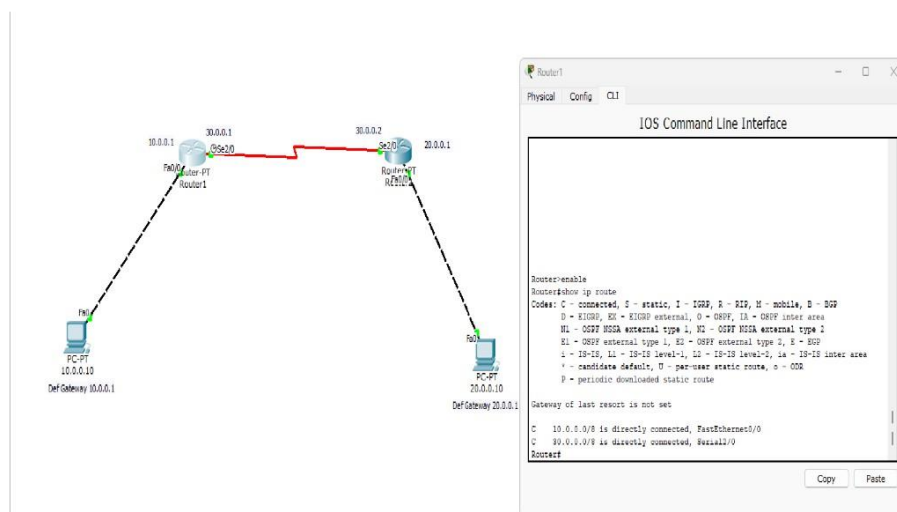 Router1
Physical Config CLI
IOS Command Line Interface
30.0.0.1
10.0.0.1
Se2/0
Fa0/0
Router-PT
Router1
30.0.0.2
Se2/0
20.0.0.1
Router-PT
Fa0/0
Fa0
PC-PT
10.0.0.10
Def Gateway 10.0.0.1
Fa0
PC-PT
20.0.0.10
Def Gateway 20.0.0.1
Router>enable
Router#show ip route
Codes: C - connected, S - static, I - IGRP, R - RIP, M - mobile, B - BGP
D - EIGRP, EX - EIGRP external, O - OSPF, IA - OSPF inter area
N1 - OSPF NSSA external type 1, N2 - OSPF NSSA external type 2
E1 - OSPF external type 1, E2 - OSPF external type 2, E - EGP
i - IS-IS, L1 - IS-IS level-1, L2 - IS-IS level-2, ia - IS-IS inter area
* - candidate default, U - per-user static route, o - ODR
P - periodic downloaded static route
Gateway of last resort is not set
C 10.0.0.0/8 is directly connected, FastEthernet0/0
C 30.0.0.0/8 is directly connected, Serial2/0
Router#
Copy Paste